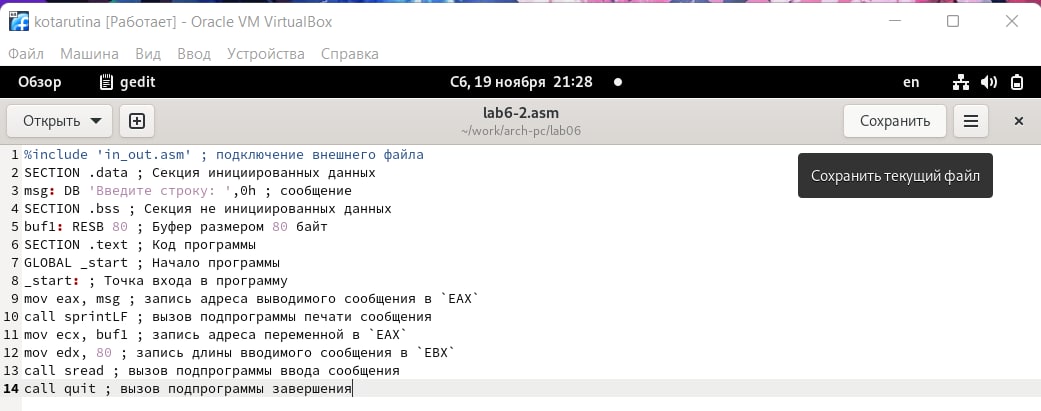 kotarutina [Работает] - Oracle VM VirtualBox
Файл Машина Вид Ввод Устройства Справка
Обзор gedit Сб, 19 ноября 21:28 en
Открыть lab6-2.asm Сохранить
~/work/arch-pc/lab06
Сохранить текущий файл
1 %include 'in_out.asm' ; подключение внешнего файла
2 SECTION .data ; Секция инициированных данных
3 msg: DB 'Введите строку: ',0h ; сообщение
4 SECTION .bss ; Секция не инициированных данных
5 buf1: RESB 80 ; Буфер размером 80 байт
6 SECTION .text ; Код программы
7 GLOBAL _start ; Начало программы
8 _start: ; Точка входа в программу
9 mov eax, msg ; запись адреса выводимого сообщения в `EAX`
10 call sprintLF ; вызов подпрограммы печати сообщения
11 mov ecx, buf1 ; запись адреса переменной в `EAX`
12 mov edx, 80 ; запись длины вводимого сообщения в `EBX`
13 call sread ; вызов подпрограммы ввода сообщения
14 call quit ; вызов подпрограммы завершения